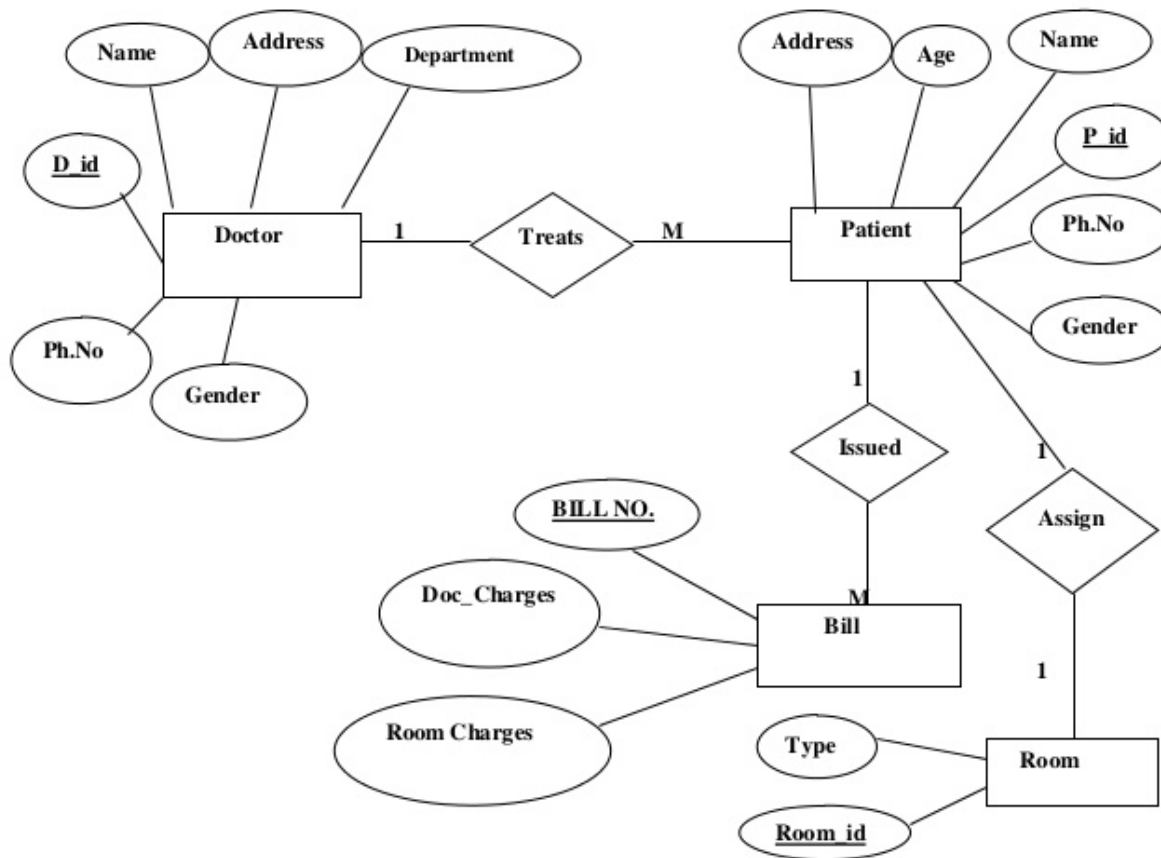 Name
Address
Department
Address
Age
Name
D_id
P_id
Doctor
1
Treats
M
Patient
Ph.No
Ph.No
Gender
Gender
1
Issued
1
BILL NO.
Assign
Doc_Charges
M
Bill
1
Room Charges
Type
Room
Room_id